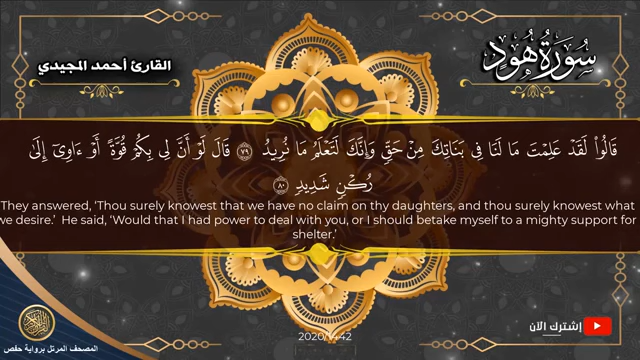 القارئ أحمد المجيدي
سُورَةُ هُود
قَالُواْ لَقَدْ عَلِمْتَ مَا لَنَا فِي بَنَاتِكَ مِنْ حَقٍّ وَإِنَّكَ لَتَعْلَمُ مَا نُرِيدُ ٧٩ قَالَ لَوْ أَنَّ لِي بِكُمْ قُوَّةً أَوْ ءَاوِيٓ إِلَىٰ
رُكْنٍ شَدِيدٍ ٨٠
They answered, ‘Thou surely knowest that we have no claim on thy daughters, and thou surely knowest what
we desire.’ He said, ‘Would that I had power to deal with you, or I should betake myself to a mighty support for
shelter.’
إشترك الآن
2020/1442
المصحف المرتل برواية حفص